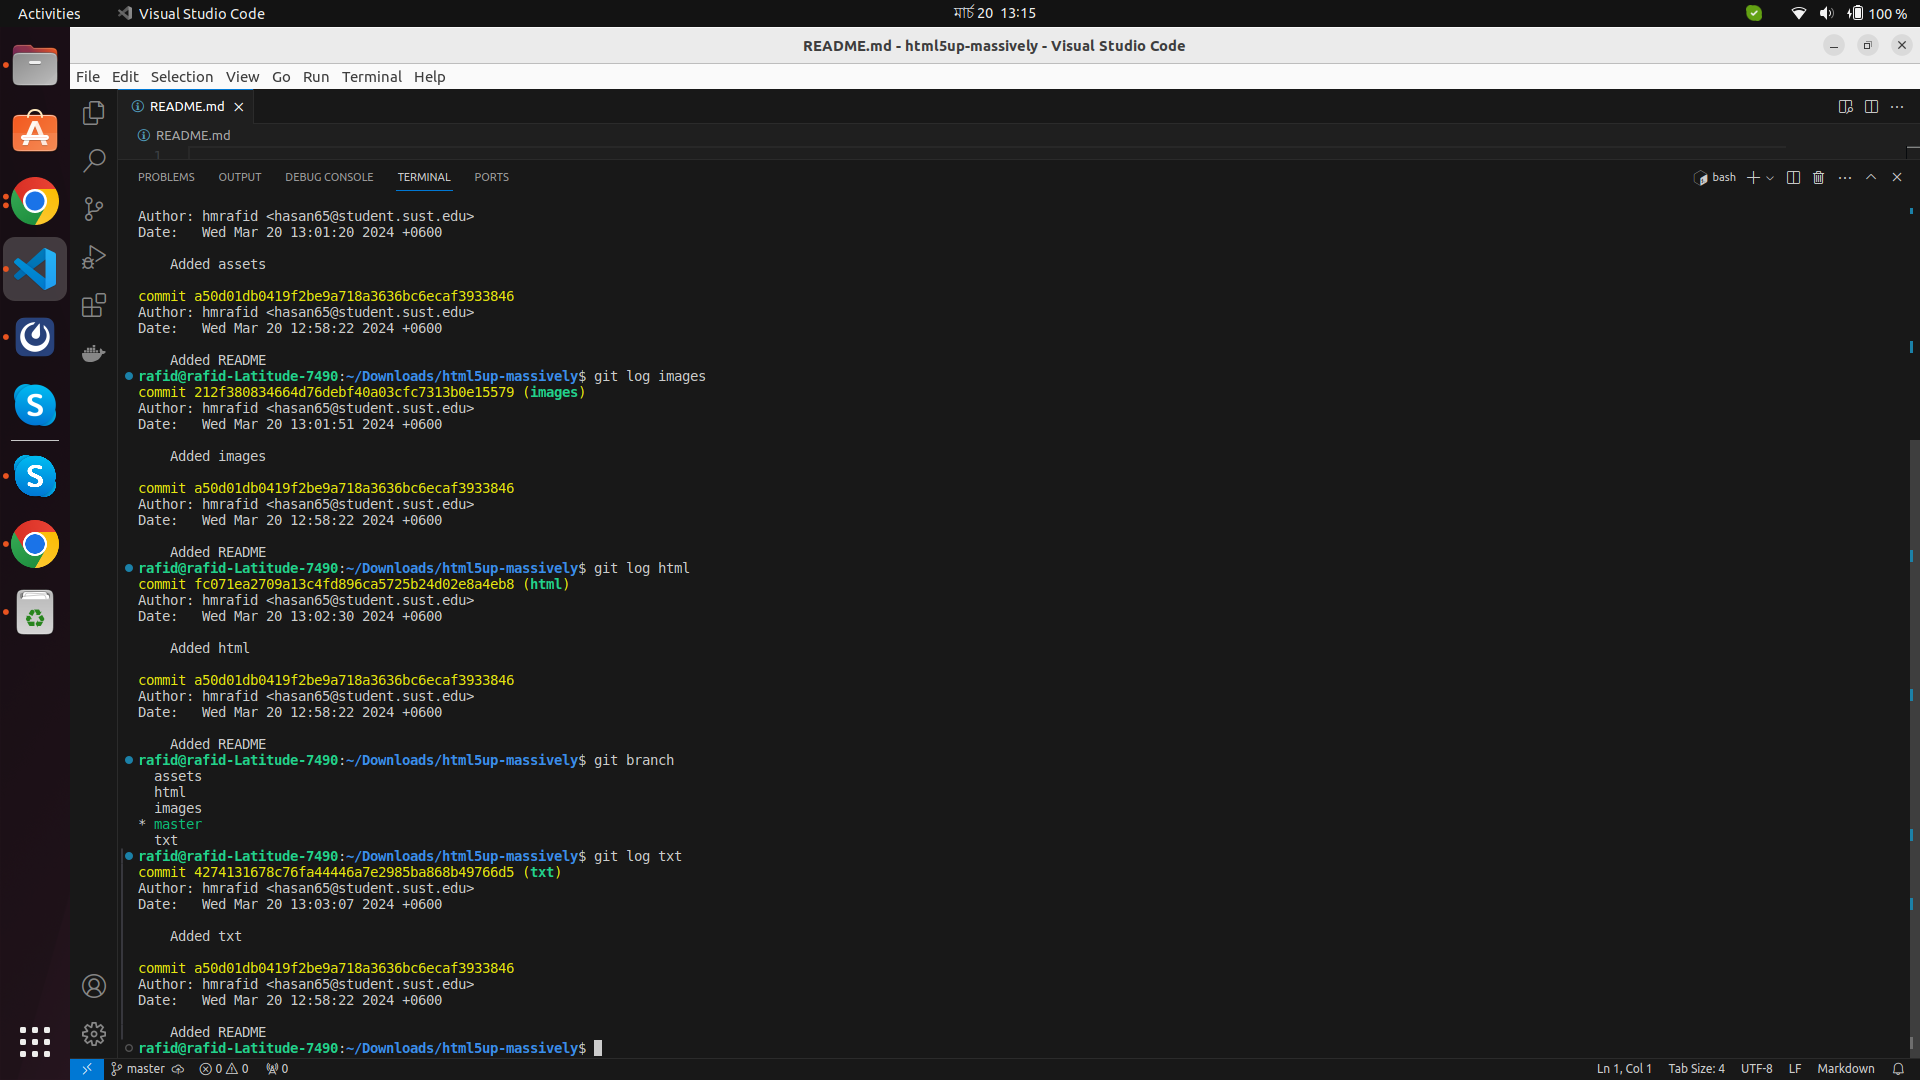 Activities
Visual Studio Code
মার্চ 20 13:15
100 %
README.md - html5up-massively - Visual Studio Code
File Edit Selection View Go Run Terminal Help
README.md
README.md
1
PROBLEMS OUTPUT DEBUG CONSOLE TERMINAL PORTS
bash
Author: hmrafid <hasan65@student.sust.edu>
Date:   Wed Mar 20 13:01:20 2024 +0600
Added assets
commit a50d01db0419f2be9a718a3636bc6ecaf3933846
Author: hmrafid <hasan65@student.sust.edu>
Date:   Wed Mar 20 12:58:22 2024 +0600
Added README
rafid@rafid-Latitude-7490:~/Downloads/html5up-massively$ git log images
commit 212f380834664d76debf40a03cfc7313b0e15579 (images)
Author: hmrafid <hasan65@student.sust.edu>
Date:   Wed Mar 20 13:01:51 2024 +0600
Added images
commit a50d01db0419f2be9a718a3636bc6ecaf3933846
Author: hmrafid <hasan65@student.sust.edu>
Date:   Wed Mar 20 12:58:22 2024 +0600
Added README
rafid@rafid-Latitude-7490:~/Downloads/html5up-massively$ git log html
commit fc071ea2709a13c4fd896ca5725b24d02e8a4eb8 (html)
Author: hmrafid <hasan65@student.sust.edu>
Date:   Wed Mar 20 13:02:30 2024 +0600
Added html
commit a50d01db0419f2be9a718a3636bc6ecaf3933846
Author: hmrafid <hasan65@student.sust.edu>
Date:   Wed Mar 20 12:58:22 2024 +0600
Added README
rafid@rafid-Latitude-7490:~/Downloads/html5up-massively$ git branch
assets
html
images
* master
txt
rafid@rafid-Latitude-7490:~/Downloads/html5up-massively$ git log txt
commit 4274131678c76fa44446a7e2985ba868b49766d5 (txt)
Author: hmrafid <hasan65@student.sust.edu>
Date:   Wed Mar 20 13:03:07 2024 +0600
Added txt
commit a50d01db0419f2be9a718a3636bc6ecaf3933846
Author: hmrafid <hasan65@student.sust.edu>
Date:   Wed Mar 20 12:58:22 2024 +0600
Added README
rafid@rafid-Latitude-7490:~/Downloads/html5up-massively$
master 0 0 0
Ln 1, Col 1 Tab Size: 4 UTF-8 LF Markdown